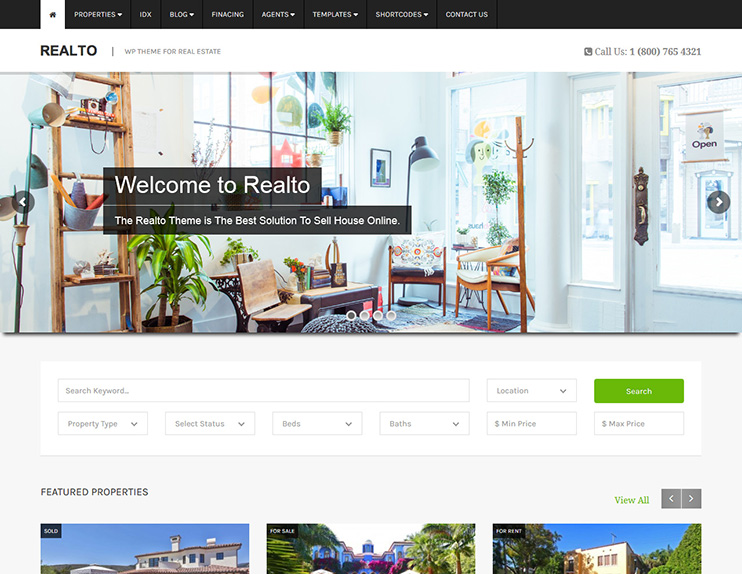 PROPERTIES IDX BLOG FINACING AGENTS TEMPLATES SHORTCODES CONTACT US
REALTO | WP THEME FOR REAL ESTATE Call Us: 1 (800) 765 4321
Open
Welcome to Realto
The Realto Theme is The Best Solution To Sell House Online.
Search Keyword... Location Search
Property Type Select Status Beds Baths $ Min Price $ Max Price
FEATURED PROPERTIES View All
SOLD FOR SALE FOR RENT